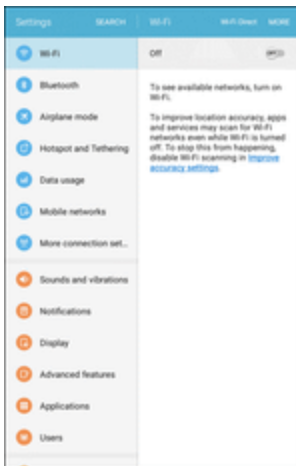 Settings
SEARCH
Wi-Fi
Wi-Fi Direct
MORE
Wi-Fi
Bluetooth
Airplane mode
Hotspot and Tethering
Data usage
Mobile networks
More connection set...
Sounds and vibrations
Notifications
Display
Advanced features
Applications
Users
Off
To see available networks, turn on
Wi-Fi.
To improve location accuracy, apps
and services may scan for Wi-Fi
networks even while Wi-Fi is turned
off. To stop this from happening,
disable Wi-Fi scanning in Improve
accuracy settings.